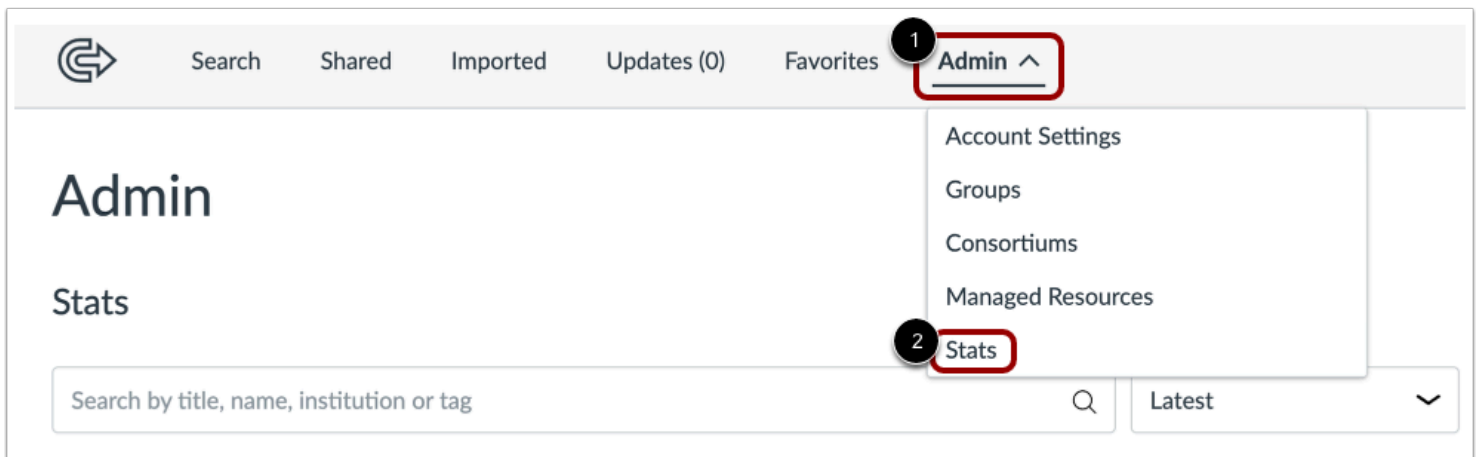 Search Shared Imported Updates (0) Favorites 1 Admin
Account Settings
Admin
Groups
Consortiums
Stats
Managed Resources
2 Stats
Search by title, name, institution or tag Latest